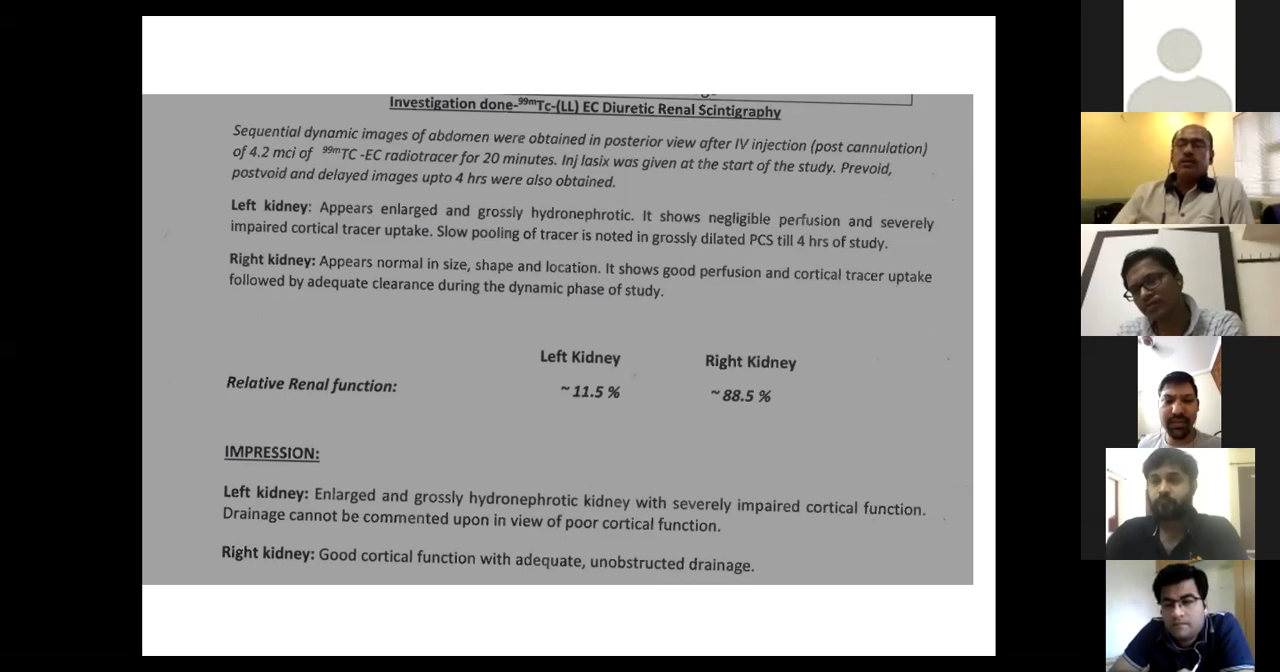 Investigation done-99mTc-(LL) EC Diuretic Renal Scintigraphy
Sequential dynamic images of abdomen were obtained in posterior view after IV injection (post cannulation)
of 4.2 mci of 99mTC -EC radiotracer for 20 minutes. Inj lasix was given at the start of the study. Prevoid,
postvoid and delayed images upto 4 hrs were also obtained.
Left kidney: Appears enlarged and grossly hydronephrotic. It shows negligible perfusion and severely
impaired cortical tracer uptake. Slow pooling of tracer is noted in grossly dilated PCS till 4 hrs of study.
Right kidney: Appears normal in size, shape and location. It shows good perfusion and cortical tracer uptake
followed by adequate clearance during the dynamic phase of study.
Left Kidney Right Kidney
Relative Renal function: ~ 11.5 % ~ 88.5 %
IMPRESSION:
Left kidney: Enlarged and grossly hydronephrotic kidney with severely impaired cortical function.
Drainage cannot be commented upon in view of poor cortical function.
Right kidney: Good cortical function with adequate, unobstructed drainage.